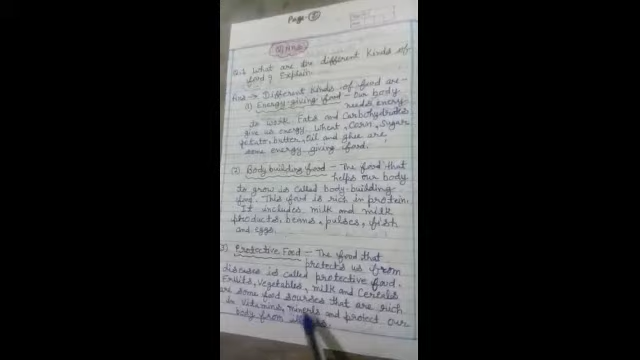 Page-
Q.1 What are the different kinds of
food? Explain.
Ans → Different kinds of food are -
Energy-giving food - Our body
needs energy
to work. Fats and Carbohydrates
give us energy. Wheat, Corn, Sugar
potato, butter, oil and ghee are
some energy giving food.
(2) Body building food - The food that
helps our body
to grow is called body-building
food. This food is rich in protein.
It includes milk and milk
products, beans, pulses, fish
and eggs.
3) Protective Food - The food that
protects us from
diseases is called protective food.
Fruits, Vegetables, milk and Cereals
are some food sources that are rich
in vitamins, minerals and protect our
body from